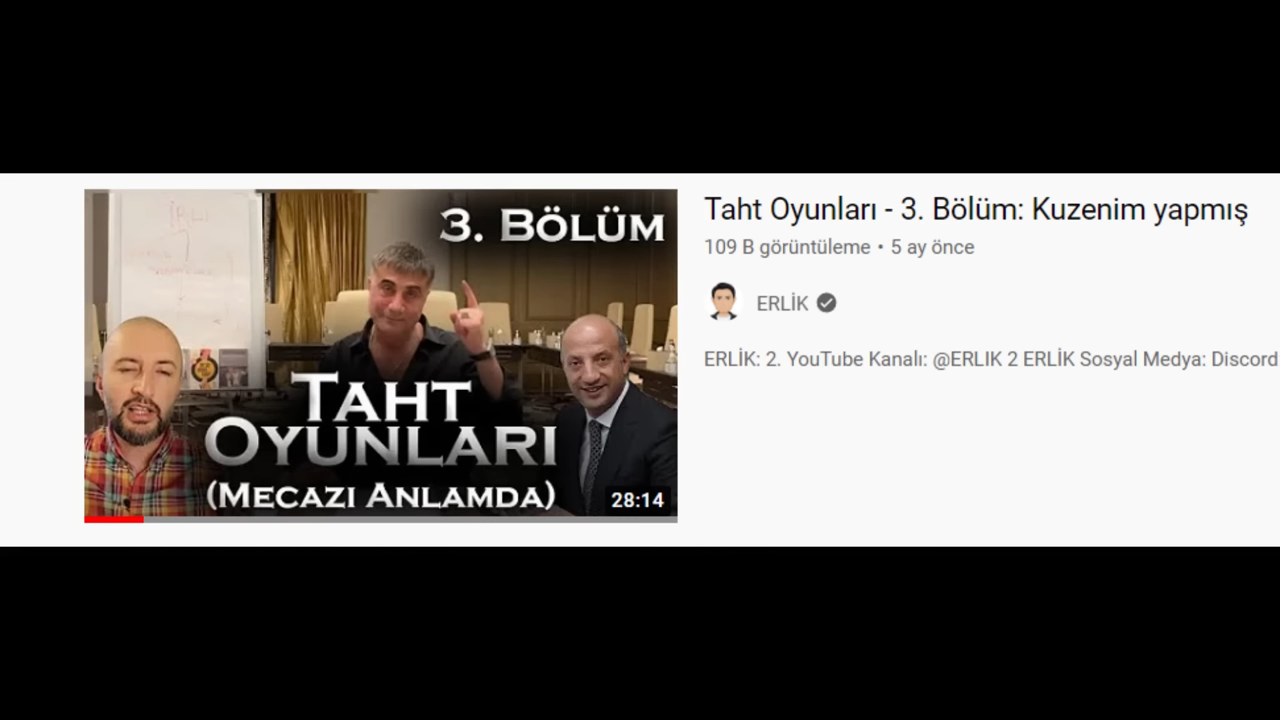 3. BÖLÜM
TAHT
OYUNLARI
(MECAZI ANLAMDA)
28:14
Taht Oyunları - 3. Bölüm: Kuzenim yapmış
109 B görüntüleme • 5 ay önce
ERLİK
ERLİK: 2. YouTube Kanalı: @ERLIK 2 ERLİK Sosyal Medya: Discord